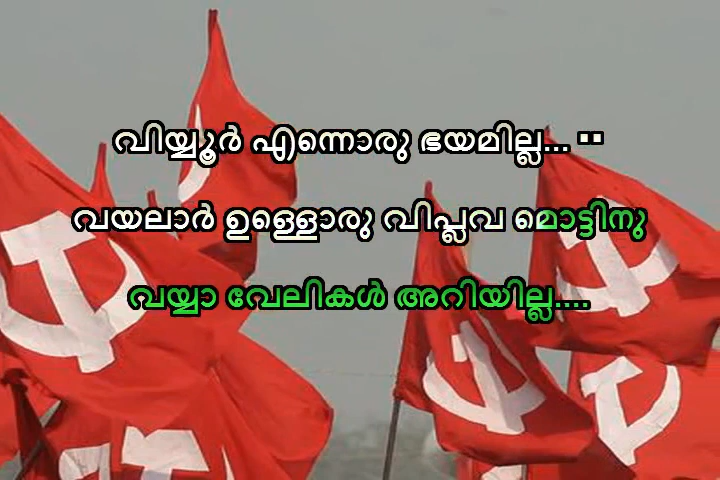 വിയ്യൂർ എന്നൊരു ഭയമില്ല... ..
വയലാർ ഉള്ളൊരു വിപ്ലവ മൊട്ടിനു
വയ്യാ വേലികൾ അറിയില്ല....